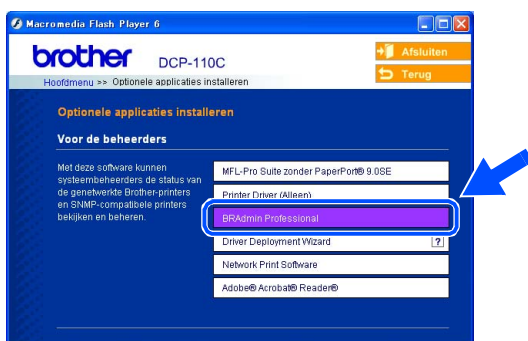 Macromedia Flash Player 6
brother DCP-110C
Afsluiten
Hoofdmenu >> Optionele applicaties installeren
Terug
Optionele applicaties installeren
Voor de beheerders
Met deze software kunnen
systeembeheerders de status van
de genetwerkte Brother-printers
en SNMP-compatibele printers
bekijken en beheren.
MFL-Pro Suite zonder PaperPort® 9.0SE
Printer Driver (Alleen)
BRAdmin Professional
Driver Deployment Wizard ?
Network Print Software
Adobe® Acrobat® Reader®